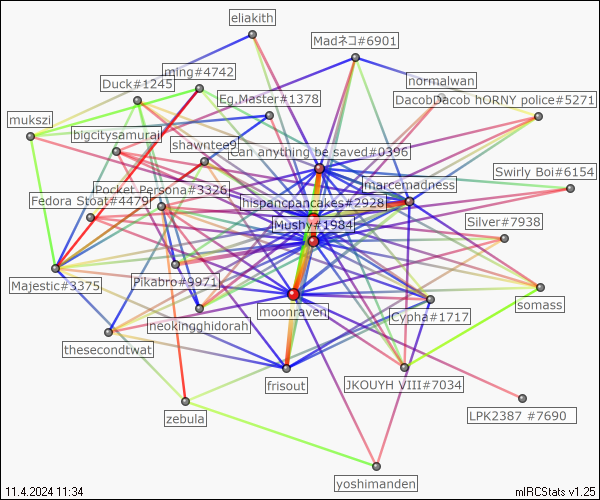 eliakith
Madネコ#6901
ming#4742
normalwan
Duck#1245
Eg.Master#1378
DacobDacob hORNY police#5271
mukszi
bigcitysamurai
shawntee9
Can anything be saved#0396
Swirly Boi#6154
Pocket Persona#3326
marcemadness
Fedora Stoat#4479
hispancpancakes#2928
Mushy#1984
Silver#7938
Majestic#3375
Pikabro#9971
moonraven
somass
neokingghidorah
Cypha#1717
thesecondtwat
frisout
JKOUYH VIII#7034
zebula
LPK2387 #7690
yoshimanden
11.4.2024 11:34
mIRCStats v1.25